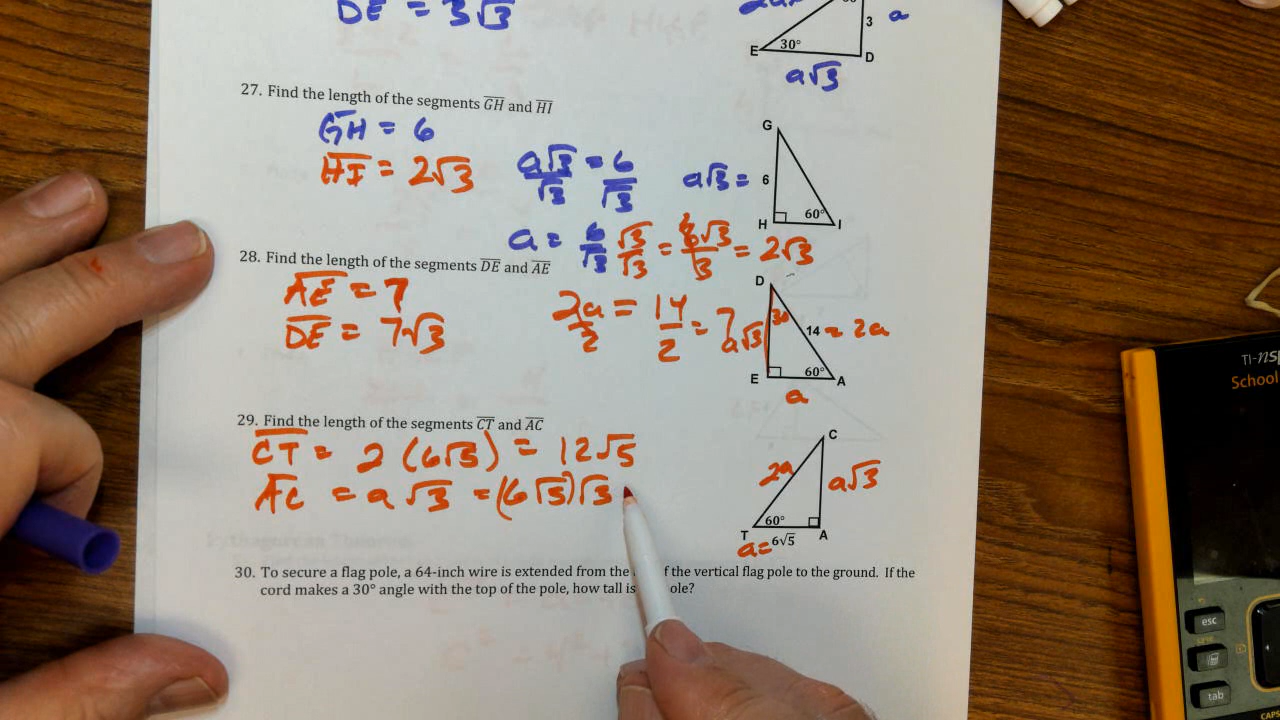 DE = 3√3
3 a
E 30° D
a√3
27. Find the length of the segments GH and HI
GH = 6
HI = 2√3
a√3/√3 = 6/√3
a√3 =
G
6
60°
H I
a = 6/√3 √3/√3 = 6√3/3 = 2√3
28. Find the length of the segments DE and AE
AE = 7
DE = 7√3
2a/2 = 14/2 = 7
a√3
D
30
14 = 2a
60°
E A
a
29. Find the length of the segments CT and AC
CT = 2 (6√5) = 12√5
AC = a√3 = (6√5)√3
C
2a
a√3
60°
T A
a= 6√5
30. To secure a flag pole, a 64-inch wire is extended from the f the vertical flag pole to the ground. If the
cord makes a 30° angle with the top of the pole, how tall is ole?
TI-ns
School
esc
tab
CAPS